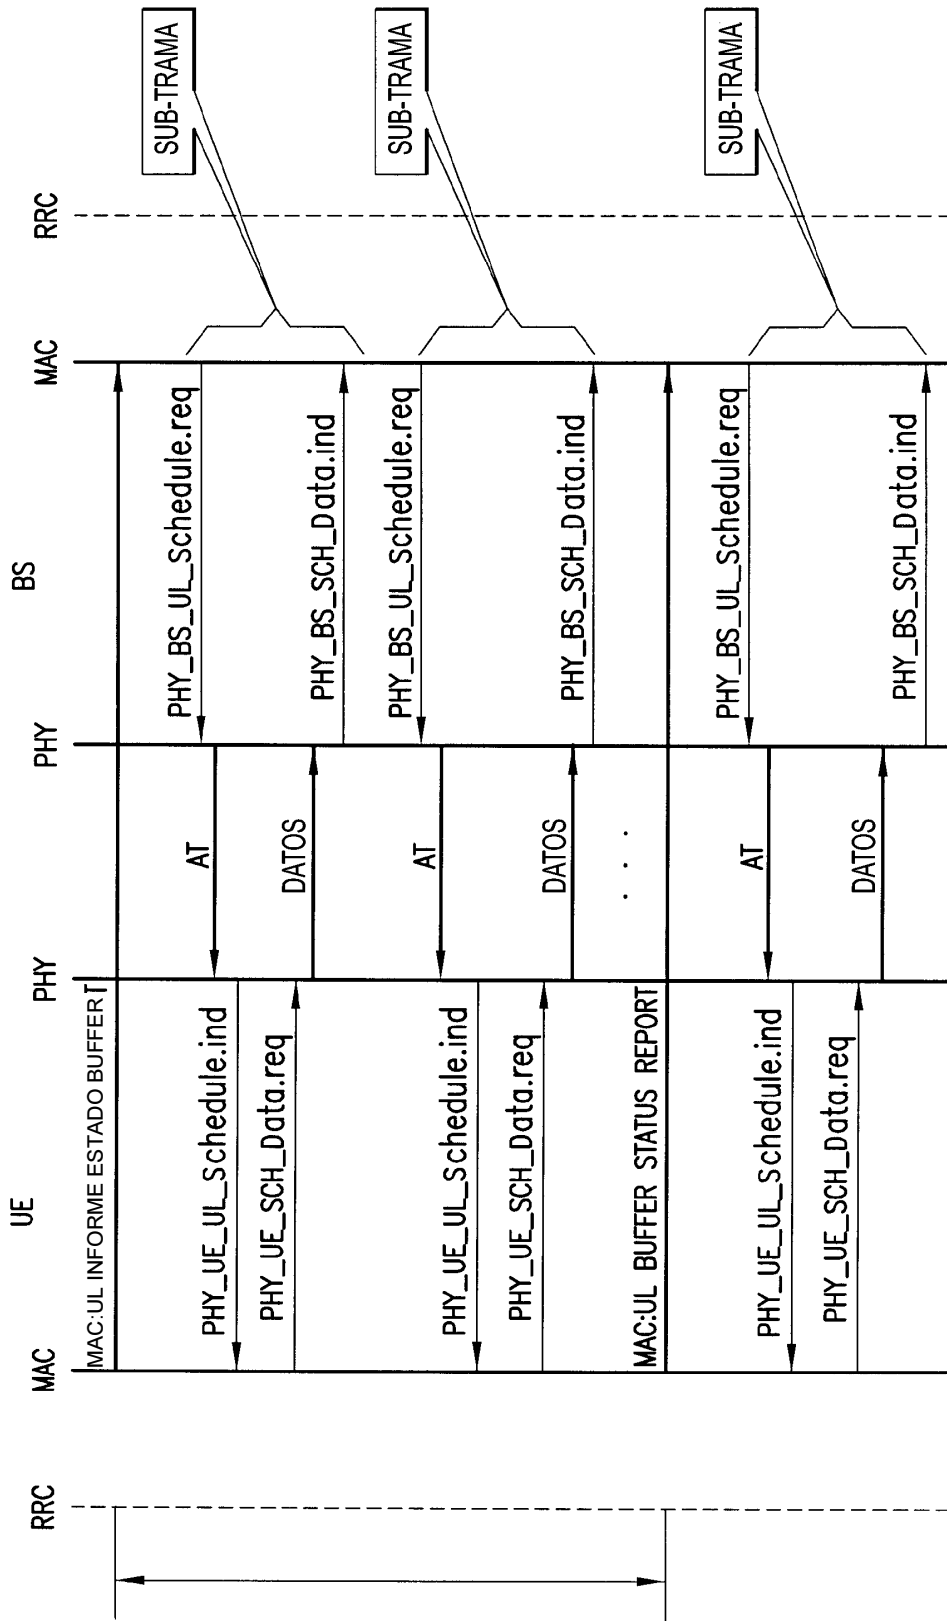 UE
BS
RRC
MAC
PHY
PHY
MAC
RRC
MAC:UL INFORME ESTADO BUFFER T
PHY_BS_UL_Schedule.req
SUB-TRAMA
AT
PHY_UE_UL_Schedule.ind
PHY_UE_SCH_Data.req
DATOS
PHY_BS_SCH_Data.ind
PHY_BS_UL_Schedule.req
SUB-TRAMA
AT
PHY_UE_UL_Schedule.ind
PHY_UE_SCH_Data.req
DATOS
PHY_BS_SCH_Data.ind
. . .
MAC:UL BUFFER STATUS REPORT
PHY_BS_UL_Schedule.req
SUB-TRAMA
AT
PHY_UE_UL_Schedule.ind
PHY_UE_SCH_Data.req
DATOS
PHY_BS_SCH_Data.ind